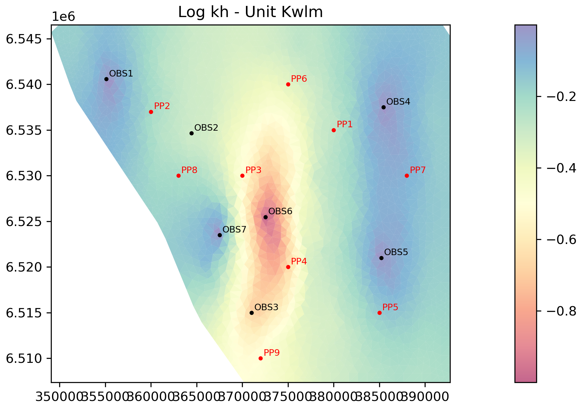 Log kh - Unit Kwlm
1e6
6.545
6.540
6.535
6.530
6.525
6.520
6.515
6.510
OBS1
PP2
OBS2
PP8
PP6
PP1
OBS4
PP3
PP7
OBS6
OBS7
PP4
OBS5
OBS3
PP5
PP9
350000 355000 360000 365000 370000 375000 380000 385000 390000
−0.2
−0.4
−0.6
−0.8